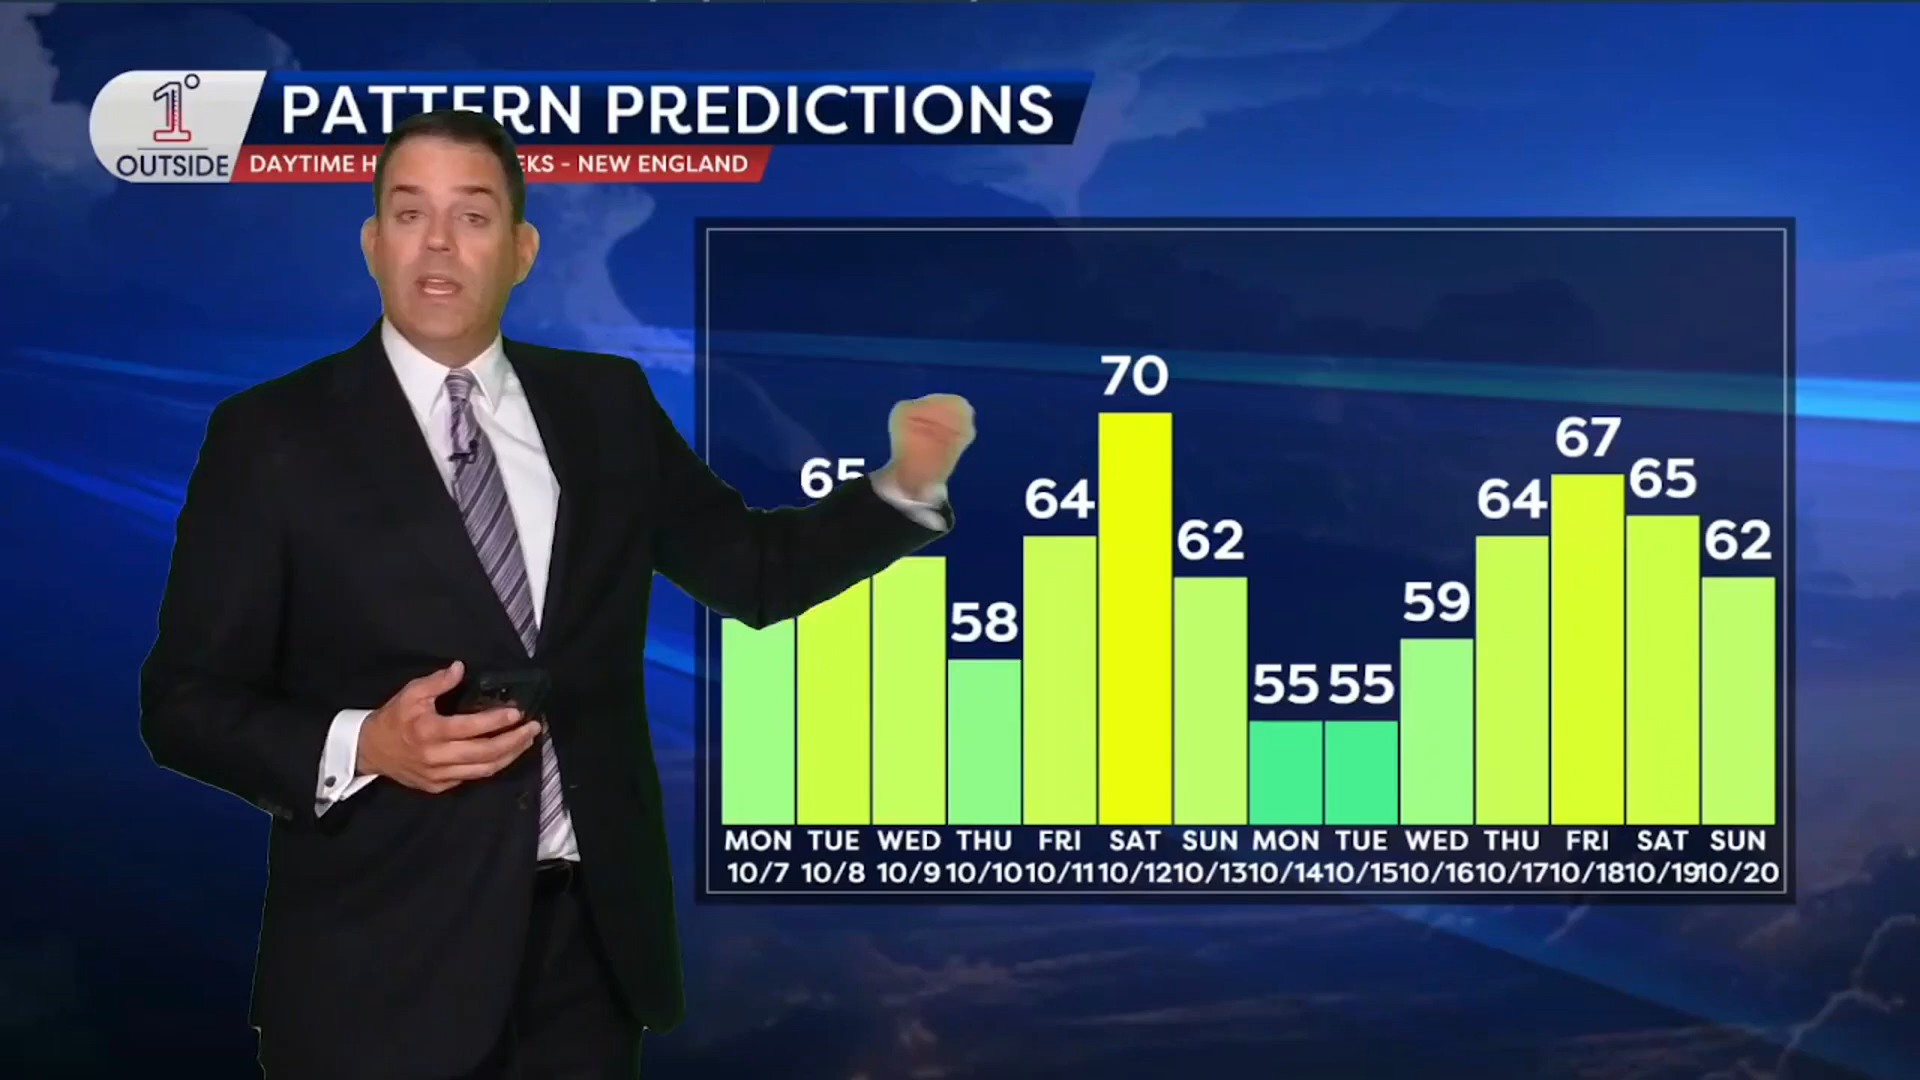 1°
OUTSIDE
PATTERN PREDICTIONS
DAYTIME - NEW ENGLAND
65 58 64 70 62 55 55 59 64 67 65 62
MON TUE WED THU FRI SAT SUN MON TUE WED THU FRI SAT SUN
10/7 10/8 10/9 10/10 10/11 10/12 10/13 10/14 10/15 10/16 10/17 10/18 10/19 10/20